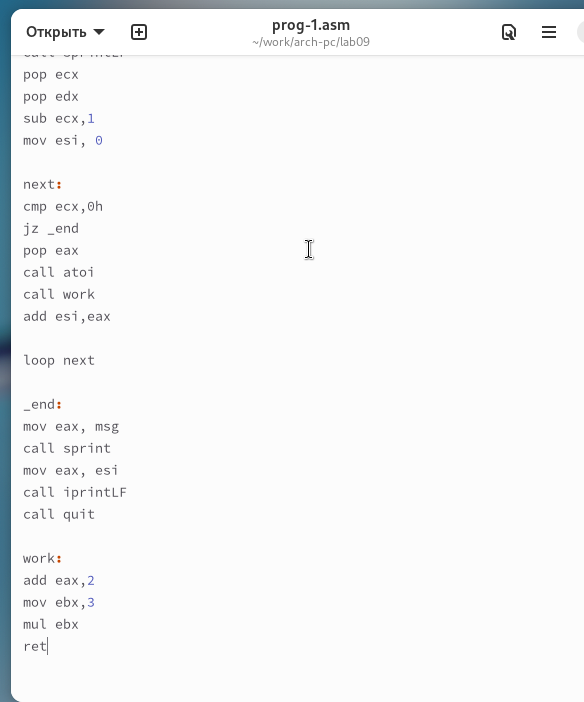 Открыть
prog-1.asm
~/work/arch-pc/lab09
pop ecx
pop edx
sub ecx,1
mov esi, 0
next:
cmp ecx,0h
jz _end
pop eax
call atoi
call work
add esi,eax
loop next
_end:
mov eax, msg
call sprint
mov eax, esi
call iprintLF
call quit
work:
add eax,2
mov ebx,3
mul ebx
ret